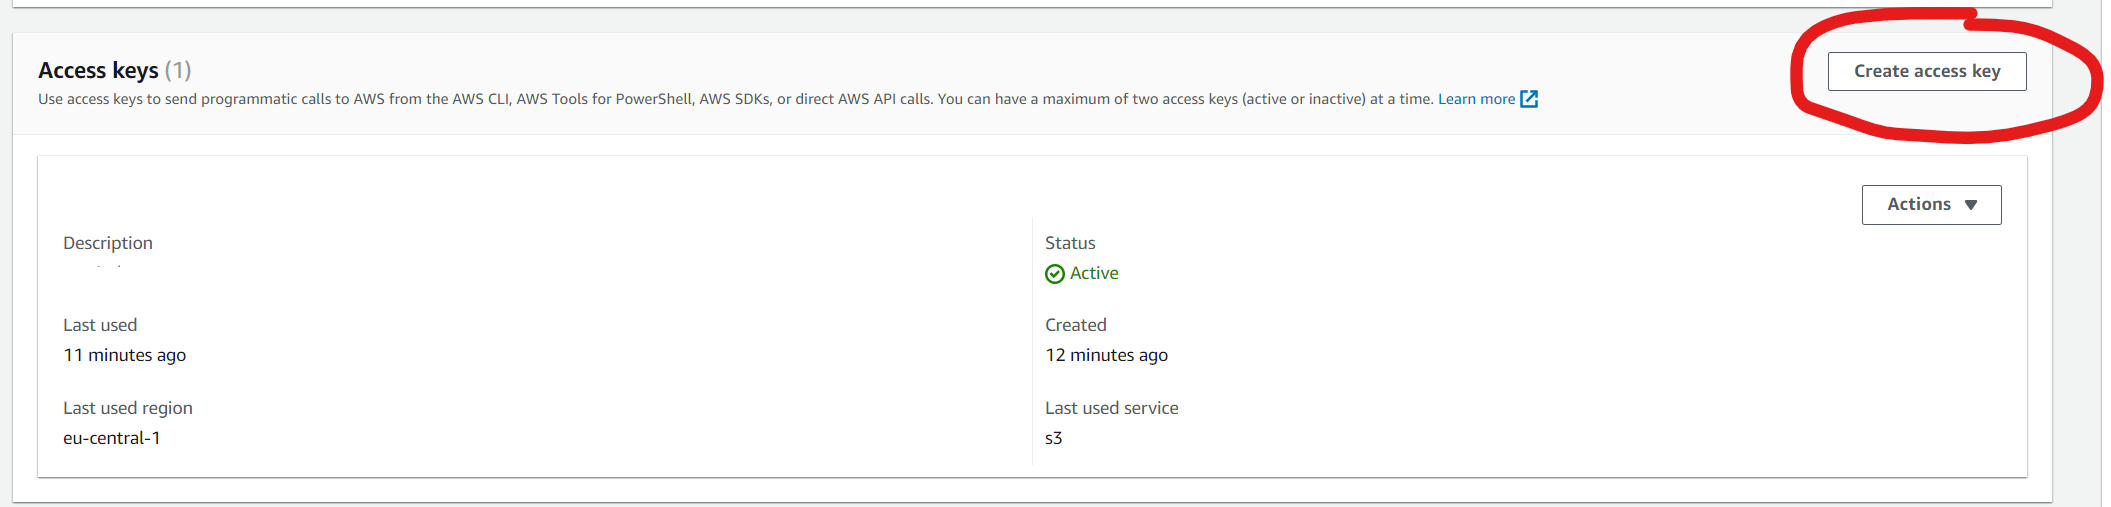 Access keys (1)
Create access key
Use access keys to send programmatic calls to AWS from the AWS CLI, AWS Tools for PowerShell, AWS SDKs, or direct AWS API calls. You can have a maximum of two access keys (active or inactive) at a time. Learn more
Actions
Description
Status
Active
Last used
11 minutes ago
Created
12 minutes ago
Last used region
eu-central-1
Last used service
s3